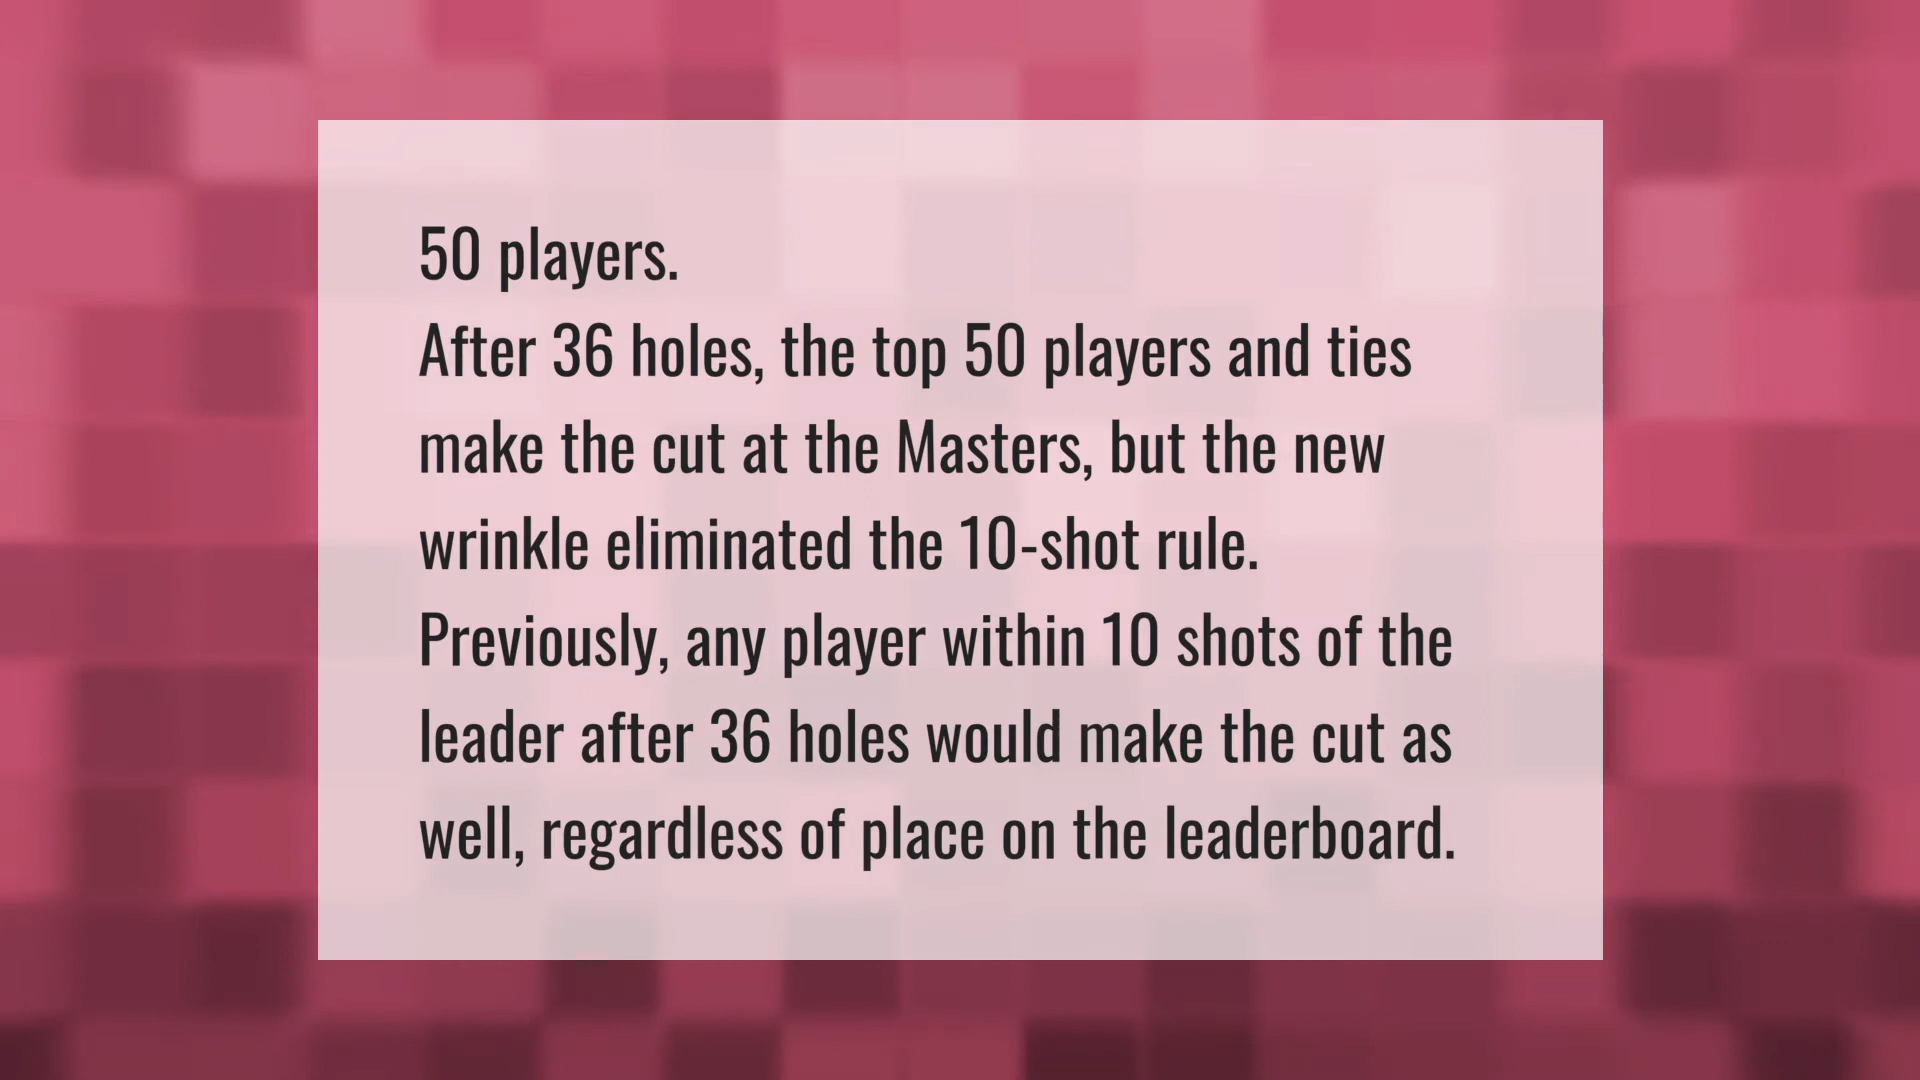 50 players.
After 36 holes, the top 50 players and ties
make the cut at the Masters, but the new
wrinkle eliminated the 10-shot rule.
Previously, any player within 10 shots of the
leader after 36 holes would make the cut as
well, regardless of place on the leaderboard.